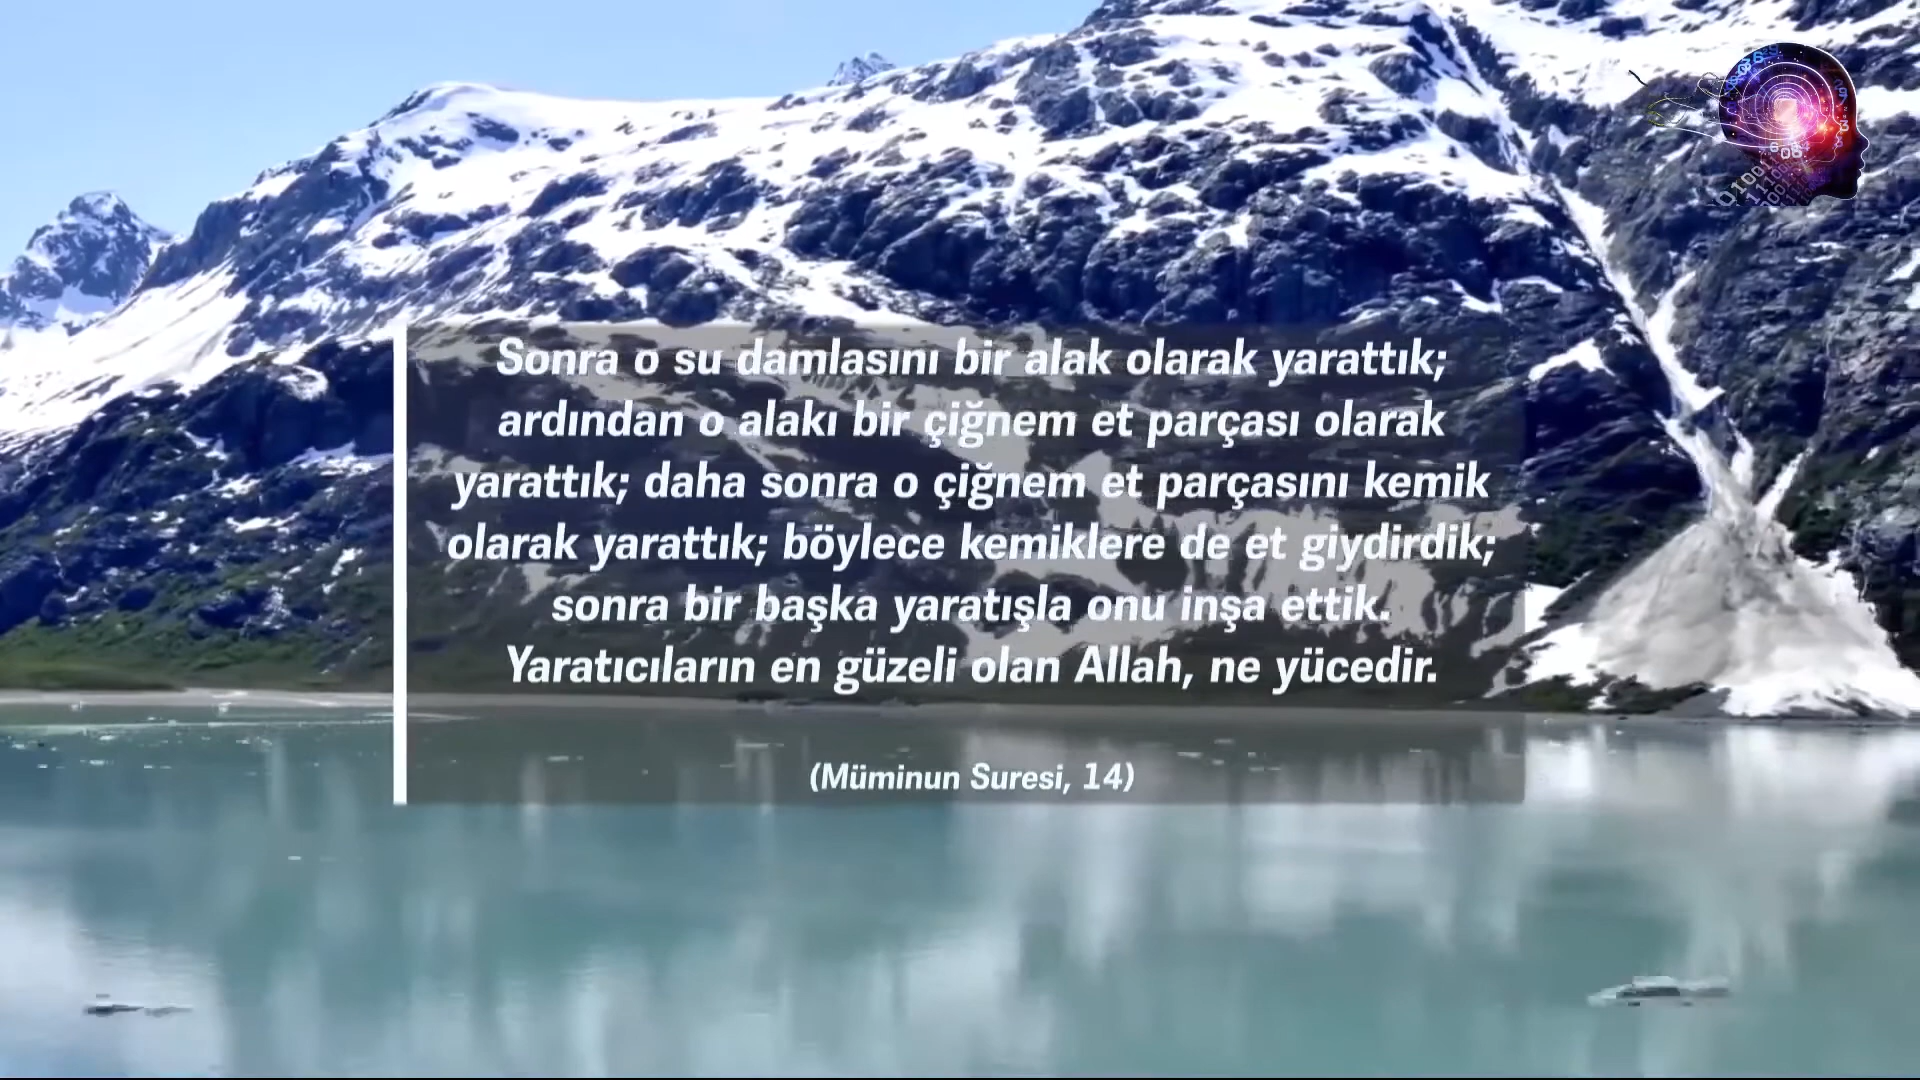 Sonra o su damlasını bir alak olarak yarattık;
ardından o alakı bir çiğnem et parçası olarak
yarattık; daha sonra o çiğnem et parçasını kemik
olarak yarattık; böylece kemiklere de et giydirdik;
sonra bir başka yaratışla onu inşa ettik.
Yaratıcıların en güzeli olan Allah, ne yücedir.
(Müminun Suresi, 14)